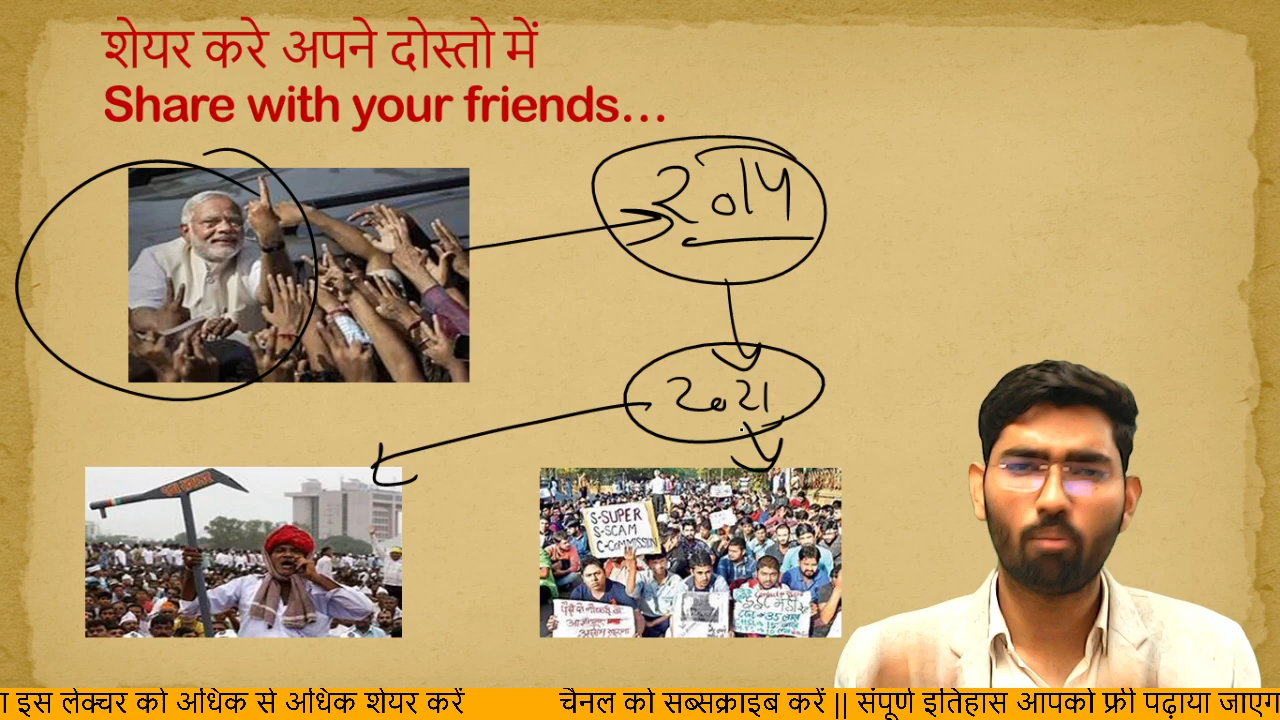 शेयर करे अपने दोस्तो में
Share with your friends...
२०१५
2021
S-SUPER
S-SCAM
C-COMMISSION
ा इस लेक्चर को अधिक से अधिक शेयर करें चैनल को सब्सक्राइब करें || संपूर्ण इतिहास आपको फ्री पढ़ाया जाएग